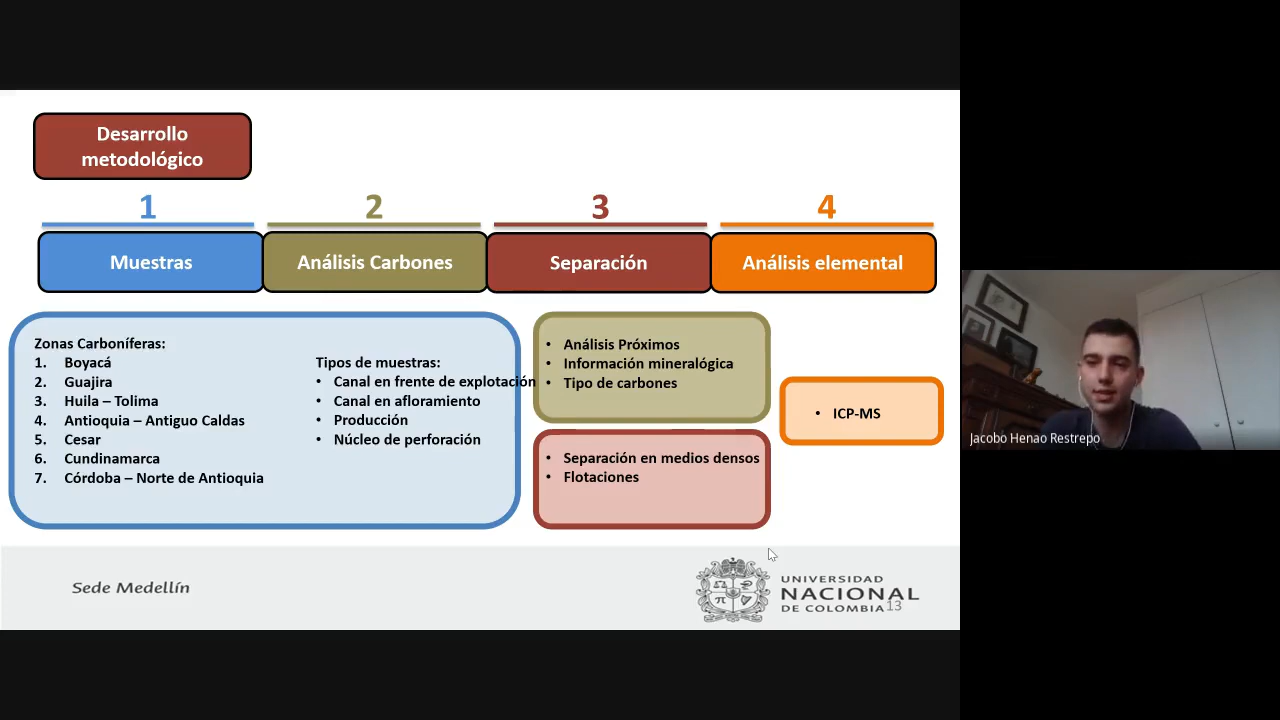 Desarrollo
metodológico
1
2
3
4
Muestras
Análisis Carbones
Separación
Análisis elemental
Zonas Carboníferas:
1. Boyacá
2. Guajira
3. Huila – Tolima
4. Antioquia – Antiguo Caldas
5. Cesar
6. Cundinamarca
7. Córdoba – Norte de Antioquia
Tipos de muestras:
• Canal en frente de explotación
• Canal en afloramiento
• Producción
• Núcleo de perforación
• Análisis Próximos
• Información mineralógica
• Tipo de carbones
• Separación en medios densos
• Flotaciones
• ICP-MS
Jacobo Henao Restrepo
Sede Medellín
UNIVERSIDAD
NACIONAL
DE COLOMBIA
13